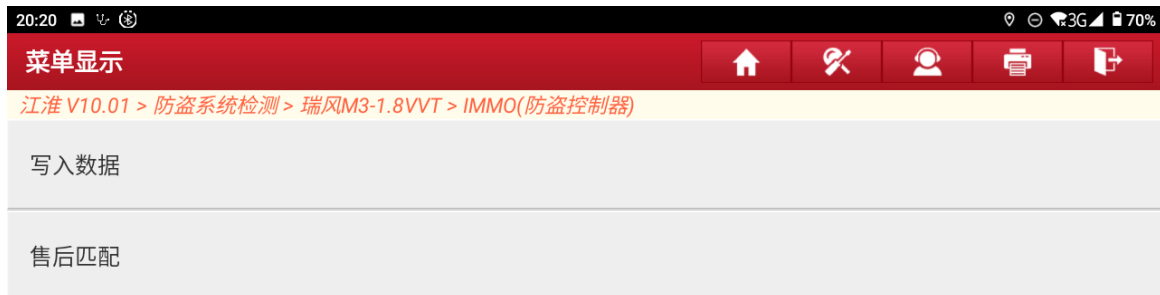 20:20 3G 70%
菜单显示
江淮 V10.01 > 防盗系统检测 > 瑞风M3-1.8VVT > IMMO(防盗控制器)
写入数据
售后匹配